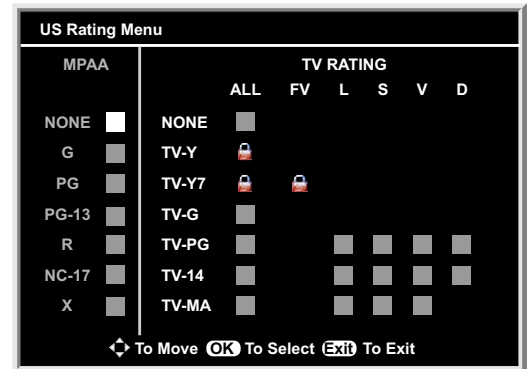 US Rating Menu
MPAA
TV RATING
ALL FV L S V D
NONE NONE
G TV-Y
PG TV-Y7
PG-13 TV-G
R TV-PG
NC-17 TV-14
X TV-MA
To Move OK To Select Exit To Exit